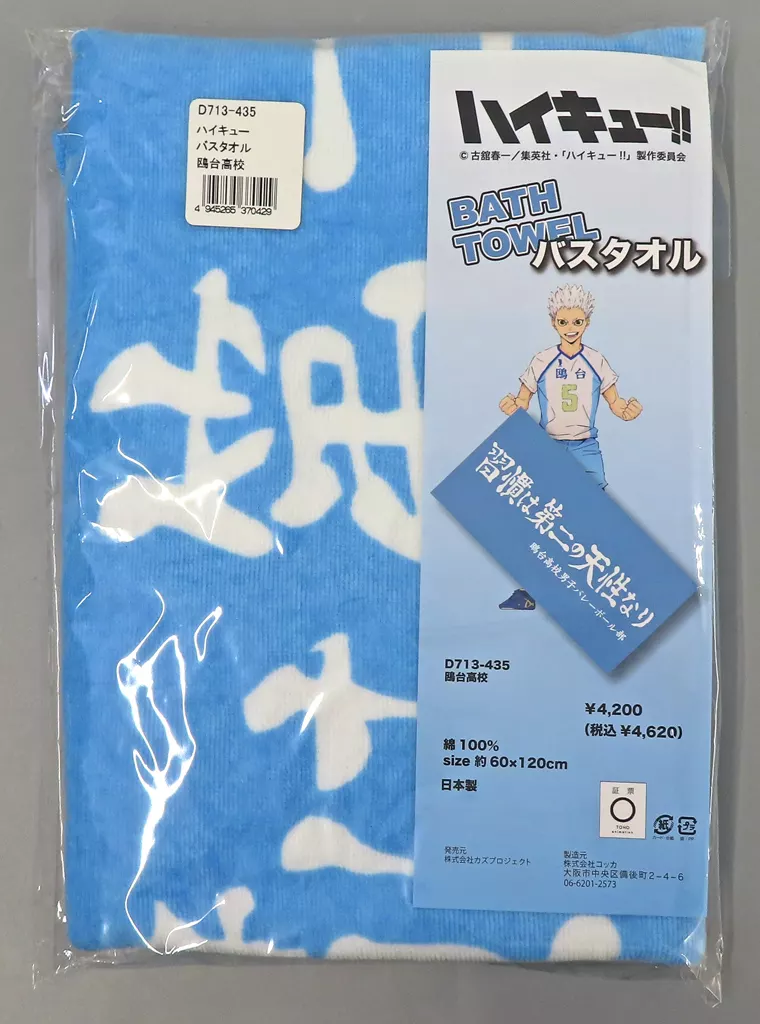 D713-435
ハイキュー
バスタオル
鴎台高校
4 945265 370429
ハイキュー!!
© 古舘春一／集英社・「ハイキュー!!」製作委員会
BATH
TOWEL
バスタオル
鴎台
5
習慣は第二の天性なり
鴎台高校男子バレーボール部
D713-435
鴎台高校
¥4,200
(税込 ¥4,620)
綿 100%
size 約 60×120cm
日本製
証票
TOHO
animation
紙
プラ
発売元
株式会社カズプロジェクト
製造元
株式会社コッカ
大阪市中央区備後町2-4-6
06-6201-2573